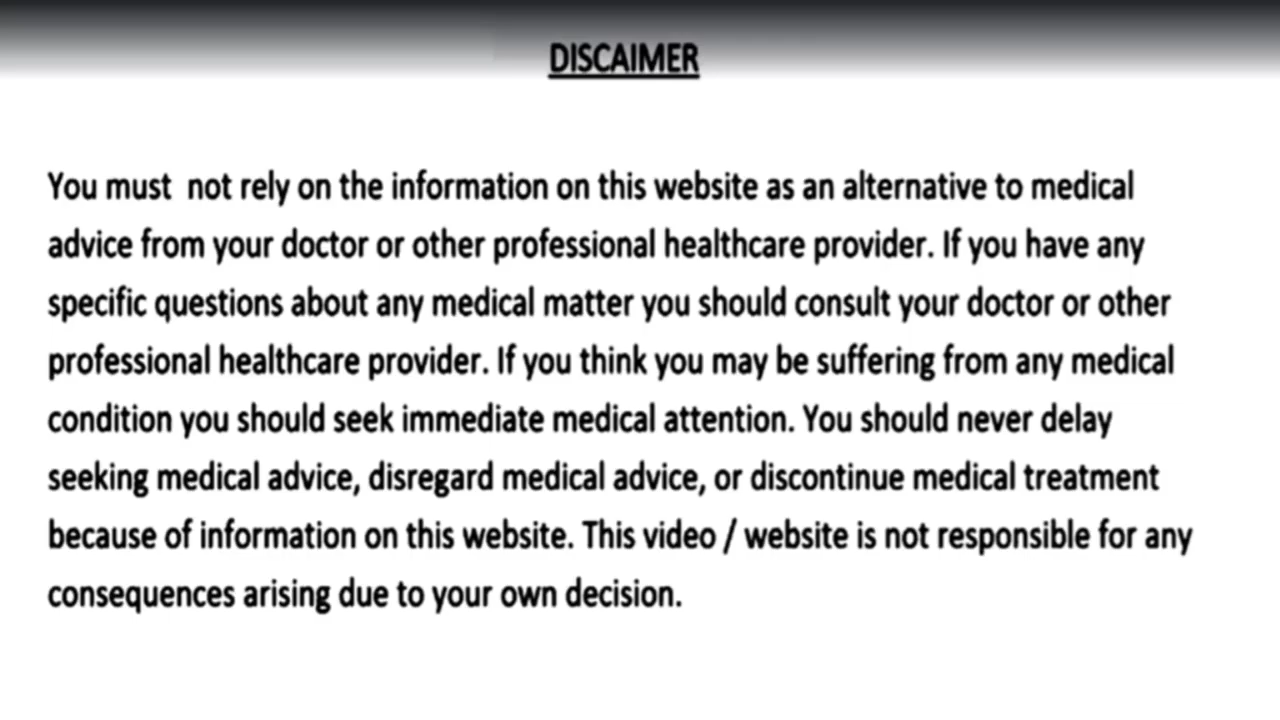 DISCAIMER
You must  not rely on the information on this website as an alternative to medical
advice from your doctor or other professional healthcare provider. If you have any
specific questions about any medical matter you should consult your doctor or other
professional healthcare provider. If you think you may be suffering from any medical
condition you should seek immediate medical attention. You should never delay
seeking medical advice, disregard medical advice, or discontinue medical treatment
because of information on this website. This video / website is not responsible for any
consequences arising due to your own decision.